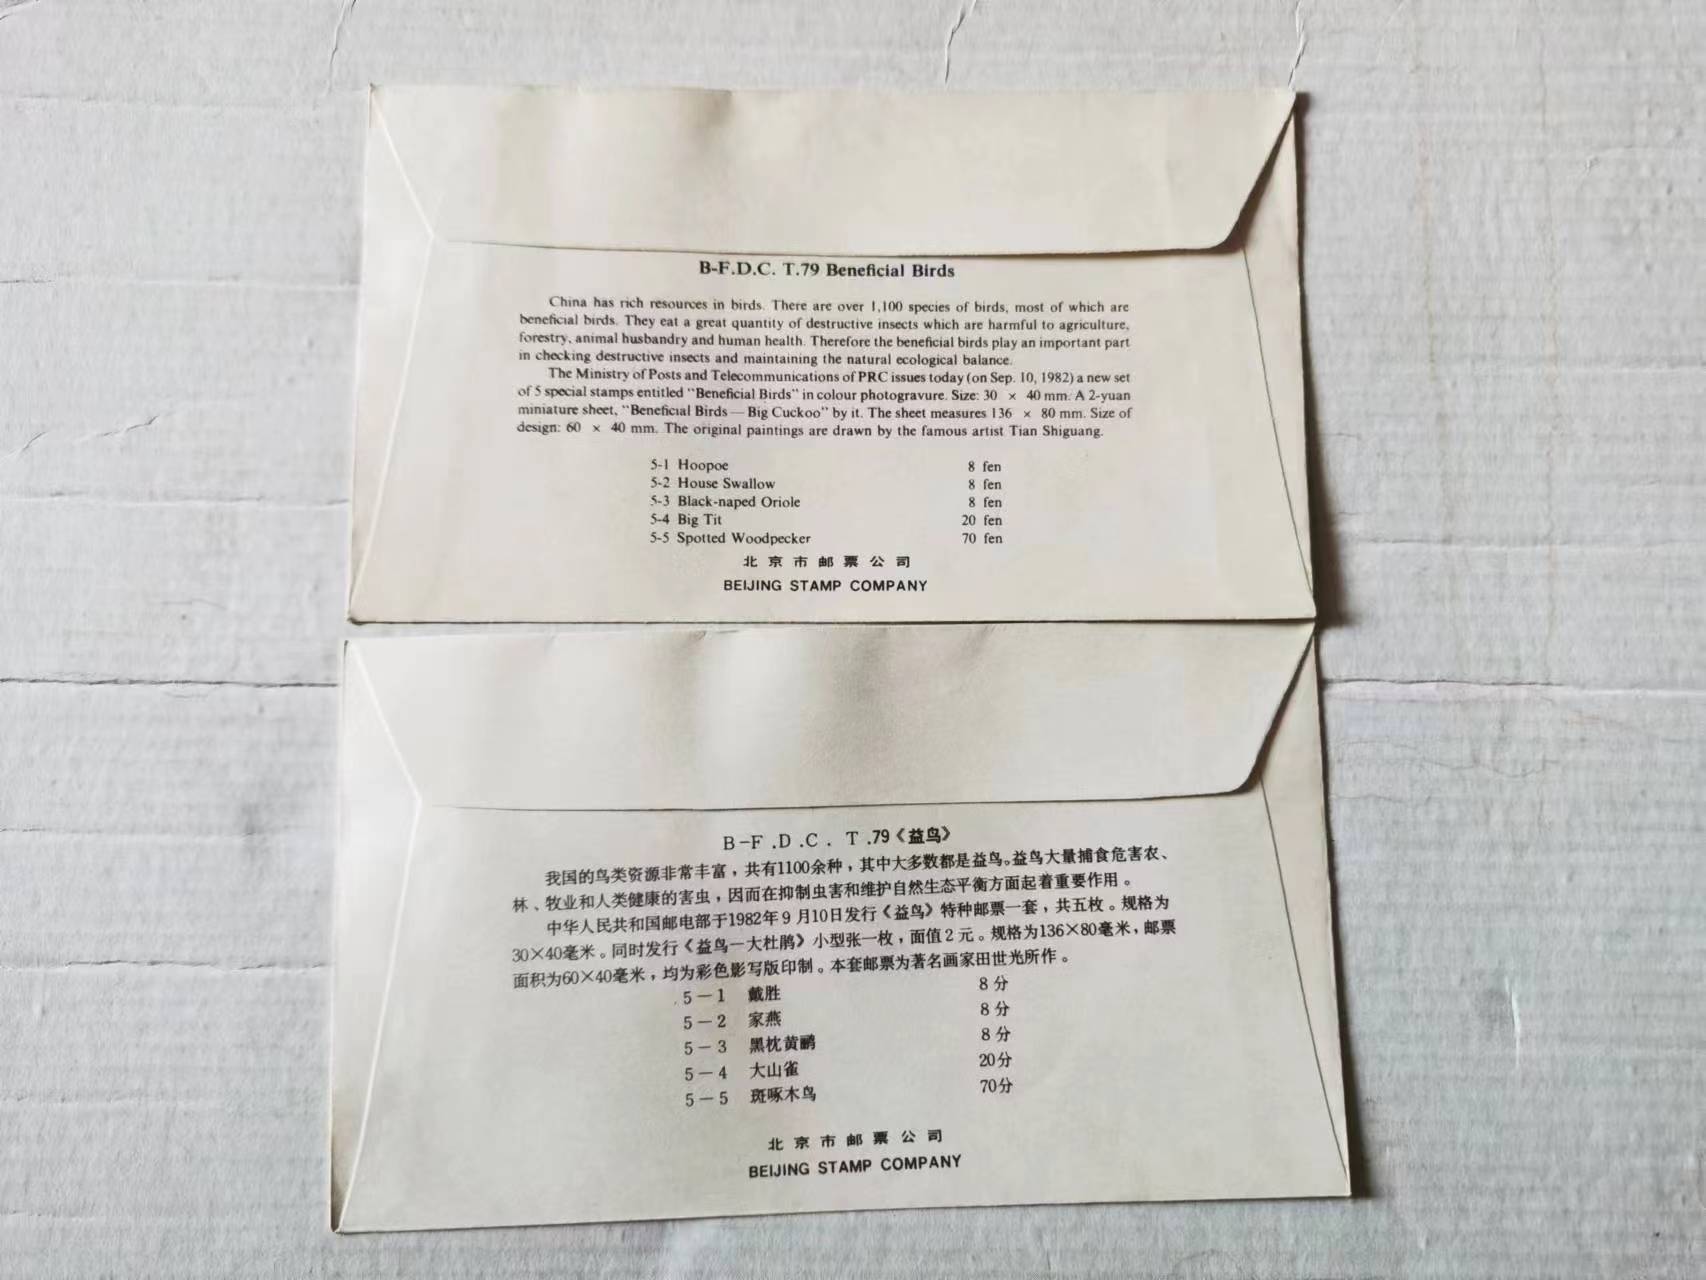 B-F.D.C. T.79 Beneficial Birds
China has rich resources in birds. There are over 1,100 species of birds, most of which are
beneficial birds. They eat a great quantity of destructive insects which are harmful to agriculture,
forestry, animal husbandry and human health. Therefore the beneficial birds play an important part
in checking destructive insects and maintaining the natural ecological balance.
The Ministry of Posts and Telecommunications of PRC issues today (on Sep. 10, 1982) a new set
of 5 special stamps entitled "Beneficial Birds" in colour photogravure. Size: 30 × 40 mm. A 2-yuan
miniature sheet, "Beneficial Birds — Big Cuckoo" by it. The sheet measures 136 × 80 mm. Size of
design: 60 × 40 mm. The original paintings are drawn by the famous artist Tian Shiguang.
5-1 Hoopoe 8 fen
5-2 House Swallow 8 fen
5-3 Black-naped Oriole 8 fen
5-4 Big Tit 20 fen
5-5 Spotted Woodpecker 70 fen
北京市邮票公司
BEIJING STAMP COMPANY
B-F.D.C. T.79《益鸟》
我国的鸟类资源非常丰富，共有1100余种，其中大多数都是益鸟。益鸟大量捕食危害农、
林、牧业和人类健康的害虫，因而在抑制虫害和维护自然生态平衡方面起着重要作用。
中华人民共和国邮电部于1982年9月10日发行《益鸟》特种邮票一套，共五枚。规格为
30×40毫米。同时发行《益鸟—大杜鹃》小型张一枚，面值2元。规格为136×80毫米，邮票
面积为60×40毫米，均为彩色影写版印制。本套邮票为著名画家田世光所作。
5—1 戴胜 8分
5—2 家燕 8分
5—3 黑枕黄鹂 8分
5—4 大山雀 20分
5—5 斑啄木鸟 70分
北京市邮票公司
BEIJING STAMP COMPANY